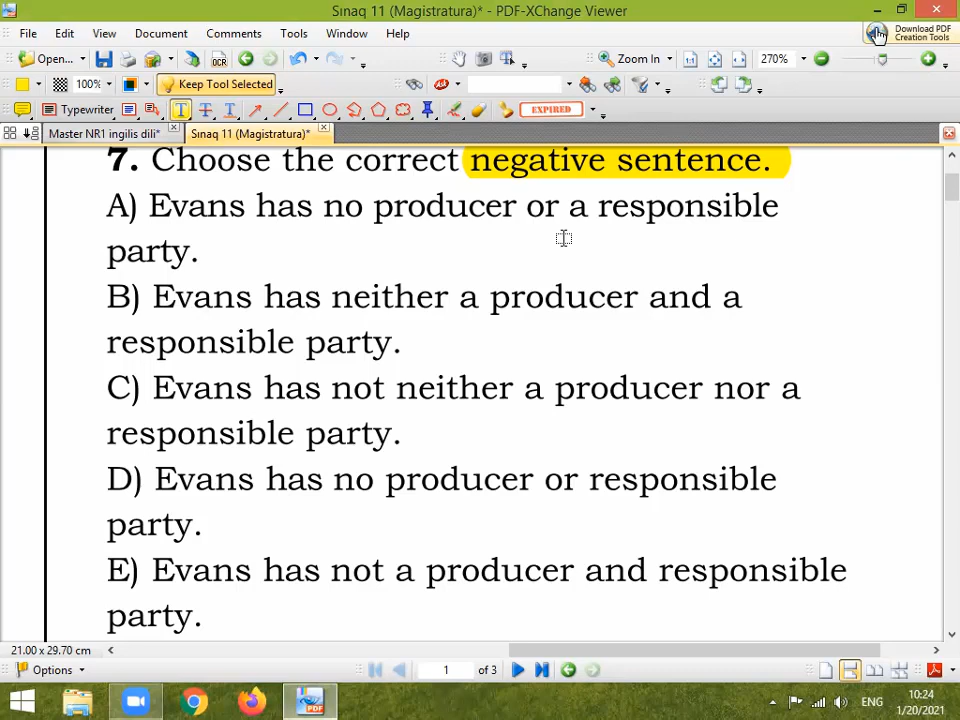 Sınaq 11 (Magistratura)* - PDF-XChange Viewer
File Edit View Document Comments Tools Window Help
Download PDF
Creation Tools
Open... OCR Zoom In 270%
100% Keep Tool Selected
Typewriter T T T EXPIRED
Master NR1 ingilis dili* Sınaq 11 (Magistratura)*
7. Choose the correct negative sentence.
A) Evans has no producer or a responsible
party.
B) Evans has neither a producer and a
responsible party.
C) Evans has not neither a producer nor a
responsible party.
D) Evans has no producer or responsible
party.
E) Evans has not a producer and responsible
party.
21.00 x 29.70 cm
Options 1 of 3
ENG 10:24
1/20/2021